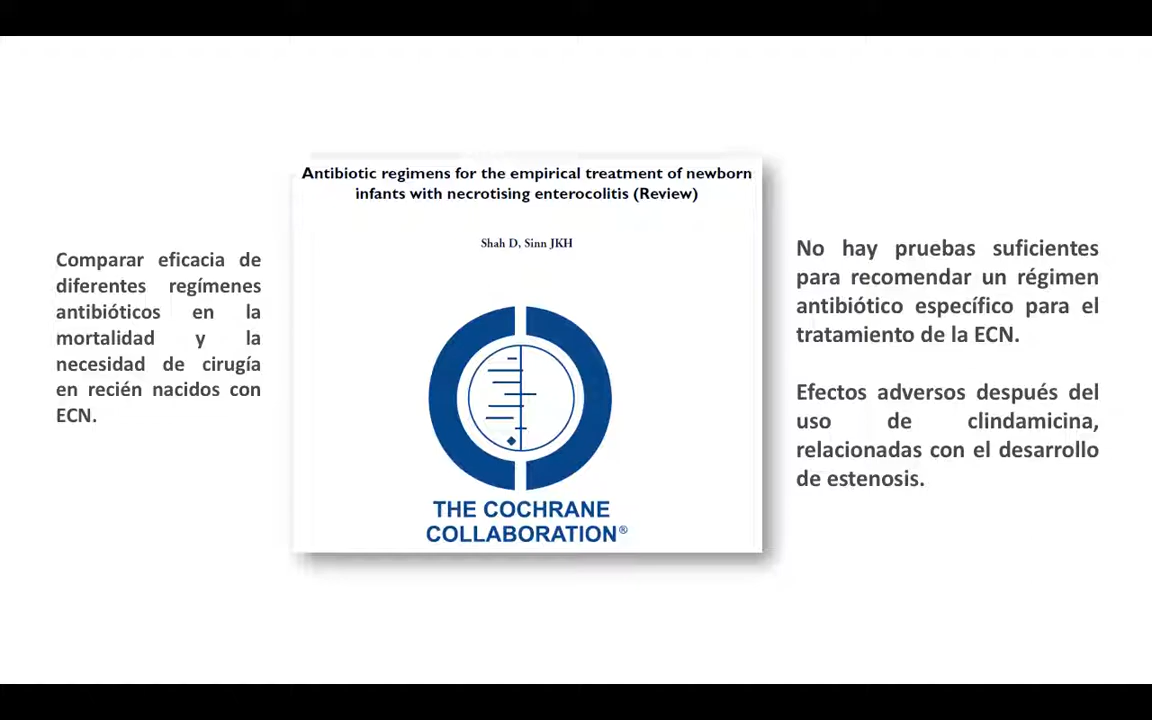 Comparar eficacia de
diferentes regímenes
antibióticos en la
mortalidad y la
necesidad de cirugía
en recién nacidos con
ECN.
Antibiotic regimens for the empirical treatment of newborn
infants with necrotising enterocolitis (Review)
Shah D, Sinn JKH
THE COCHRANE
COLLABORATION®
No hay pruebas suficientes
para recomendar un régimen
antibiótico específico para el
tratamiento de la ECN.
Efectos adversos después del
uso de clindamicina,
relacionadas con el desarrollo
de estenosis.